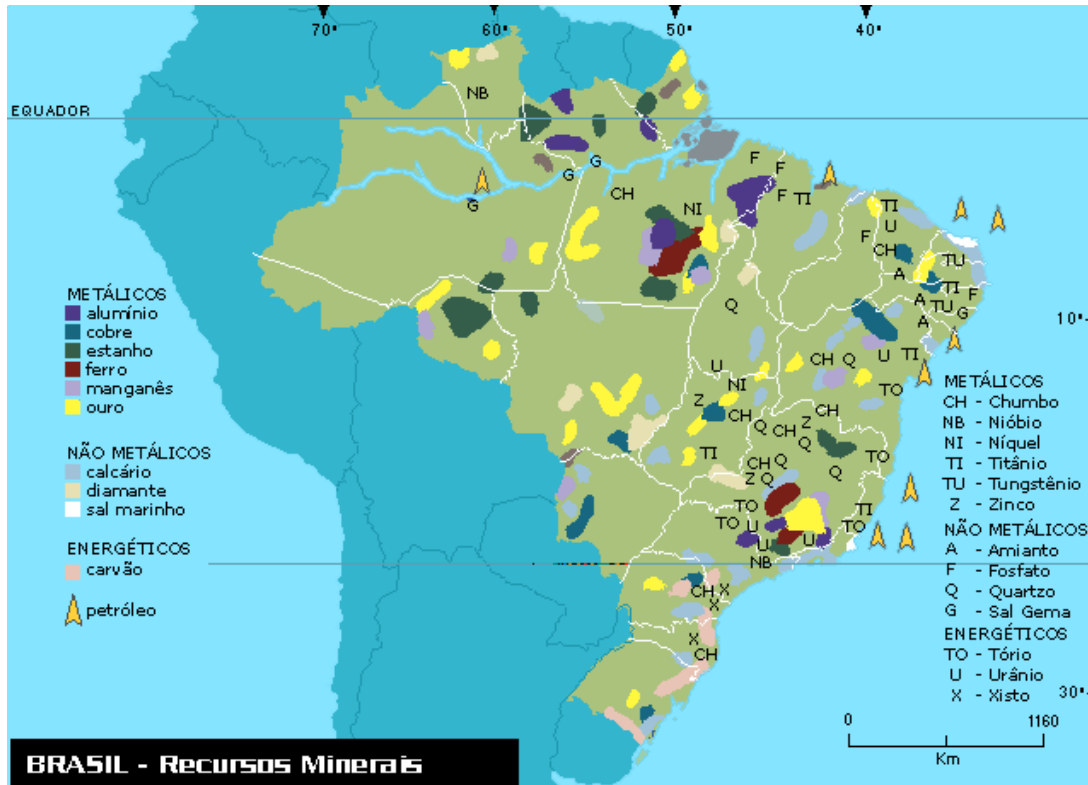 70° 60° 50° 40°
EQUADOR
10°
30°
METÁLICOS
alumínio
cobre
estanho
ferro
manganês
ouro
NÃO METÁLICOS
calcário
diamante
sal marinho
ENERGÉTICOS
carvão
petróleo
METÁLICOS
CH - Chumbo
NB - Nióbio
NI - Níquel
TI - Titânio
TU - Tungstênio
Z - Zinco
NÃO METÁLICOS
A - Amianto
F - Fosfato
Q - Quartzo
G - Sal Gema
ENERGÉTICOS
TO - Tório
U - Urânio
X - Xisto
0 1160
Km
NB
F
G F
G
CH F TI
G NI TI
U
F
CH TU
A
TI F
A TU G
A
Q
U TI
CH Q
U
NI TO
Z
CH CH
Q Z
CH
Q
TI Q TO
CH
Z Q Q
TO
TI
TO U TO
U
U
NB
CH X
X
X
CH
BRASIL - Recursos Minerais